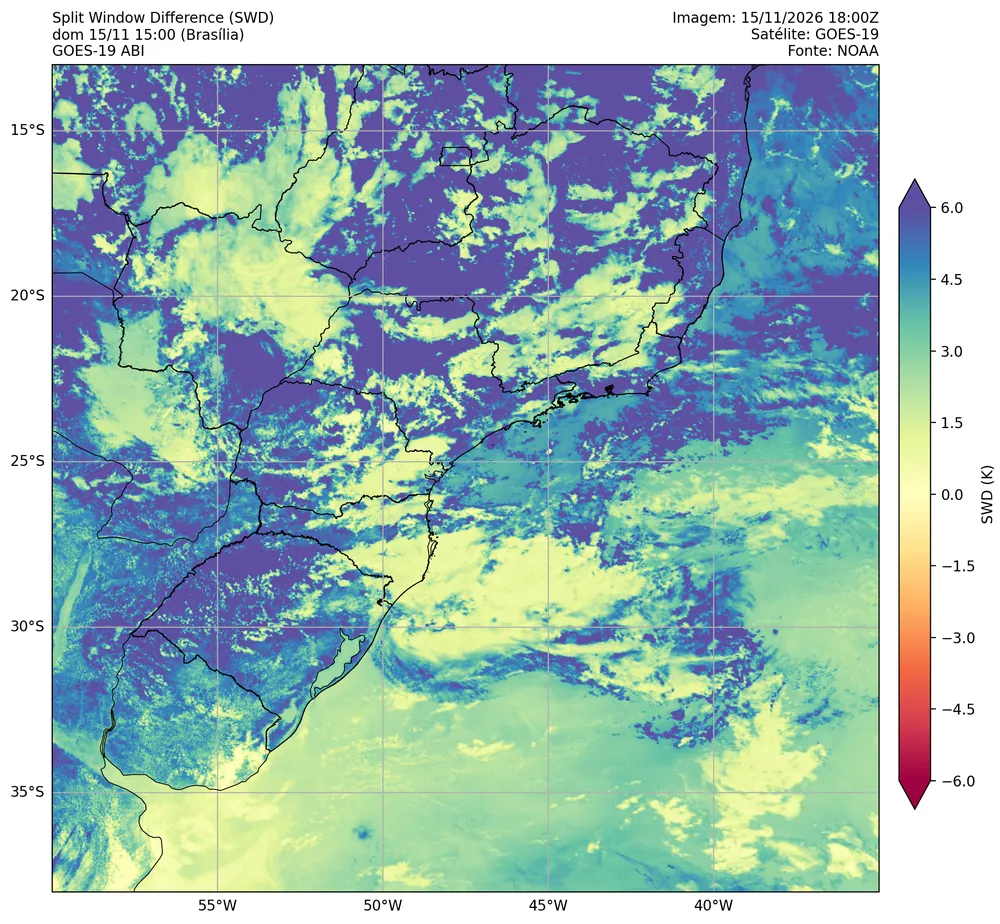 Split Window Difference (SWD)
dom 15/11 15:00 (Brasília)
GOES-19 ABI
Imagem: 15/11/2026 18:00Z
Satélite: GOES-19
Fonte: NOAA
15°S
20°S
25°S
30°S
35°S
55°W
50°W
45°W
40°W
6.0
4.5
3.0
1.5
0.0
−1.5
−3.0
−4.5
−6.0
SWD (K)